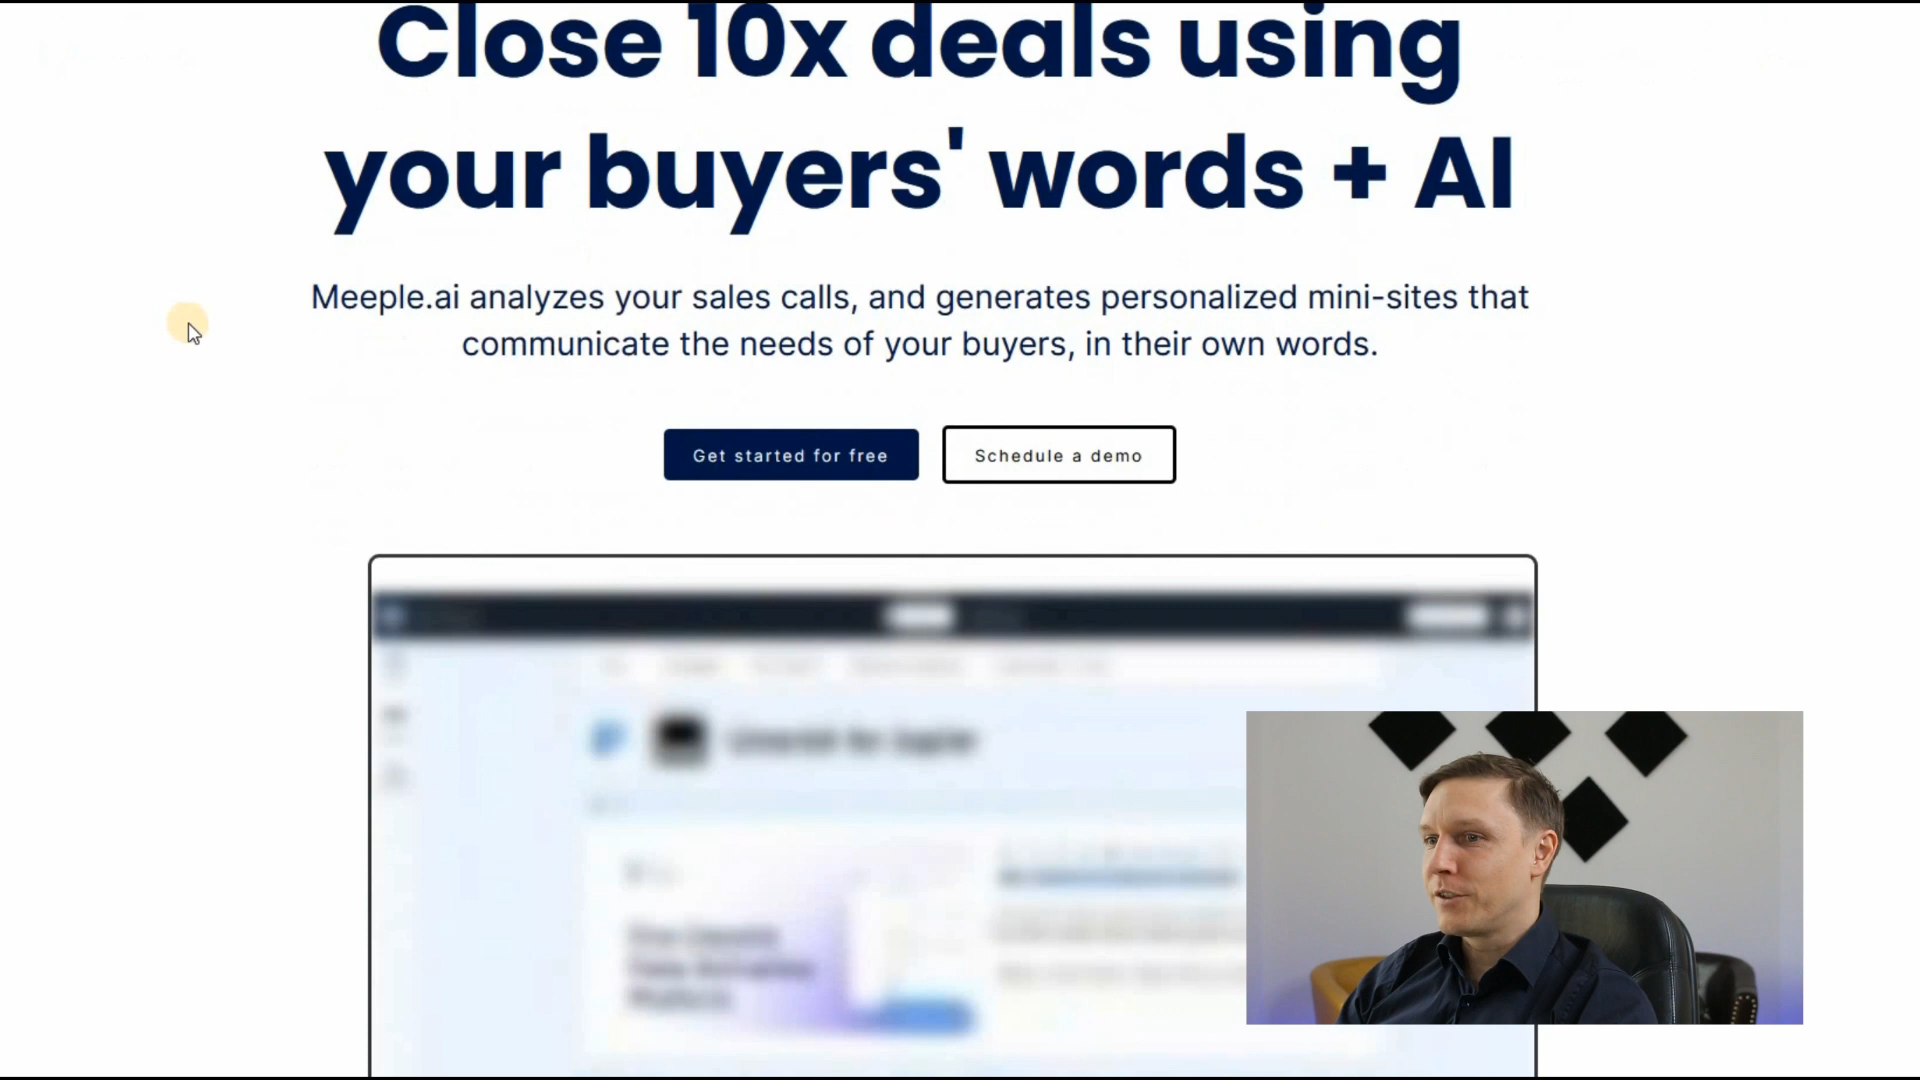 Close 10x deals using
your buyers' words + AI
Meeple.ai analyzes your sales calls, and generates personalized mini-sites that
communicate the needs of your buyers, in their own words.
Get started for free
Schedule a demo